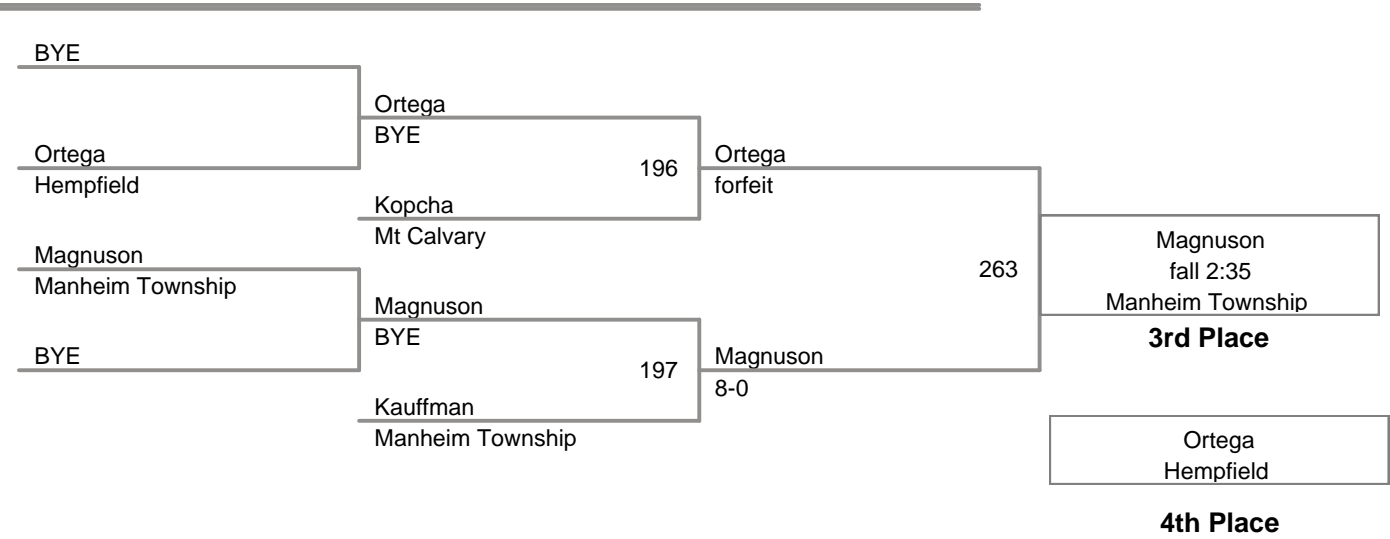 BYE
Ortega
BYE
Ortega
Hempfield
196
Ortega
forfeit
Kopcha
Mt Calvary
Magnuson
Manheim Township
263
Magnuson
fall 2:35
Manheim Township
3rd Place
Magnuson
BYE
BYE
197
Magnuson
8-0
Kauffman
Manheim Township
Ortega
Hempfield
4th Place